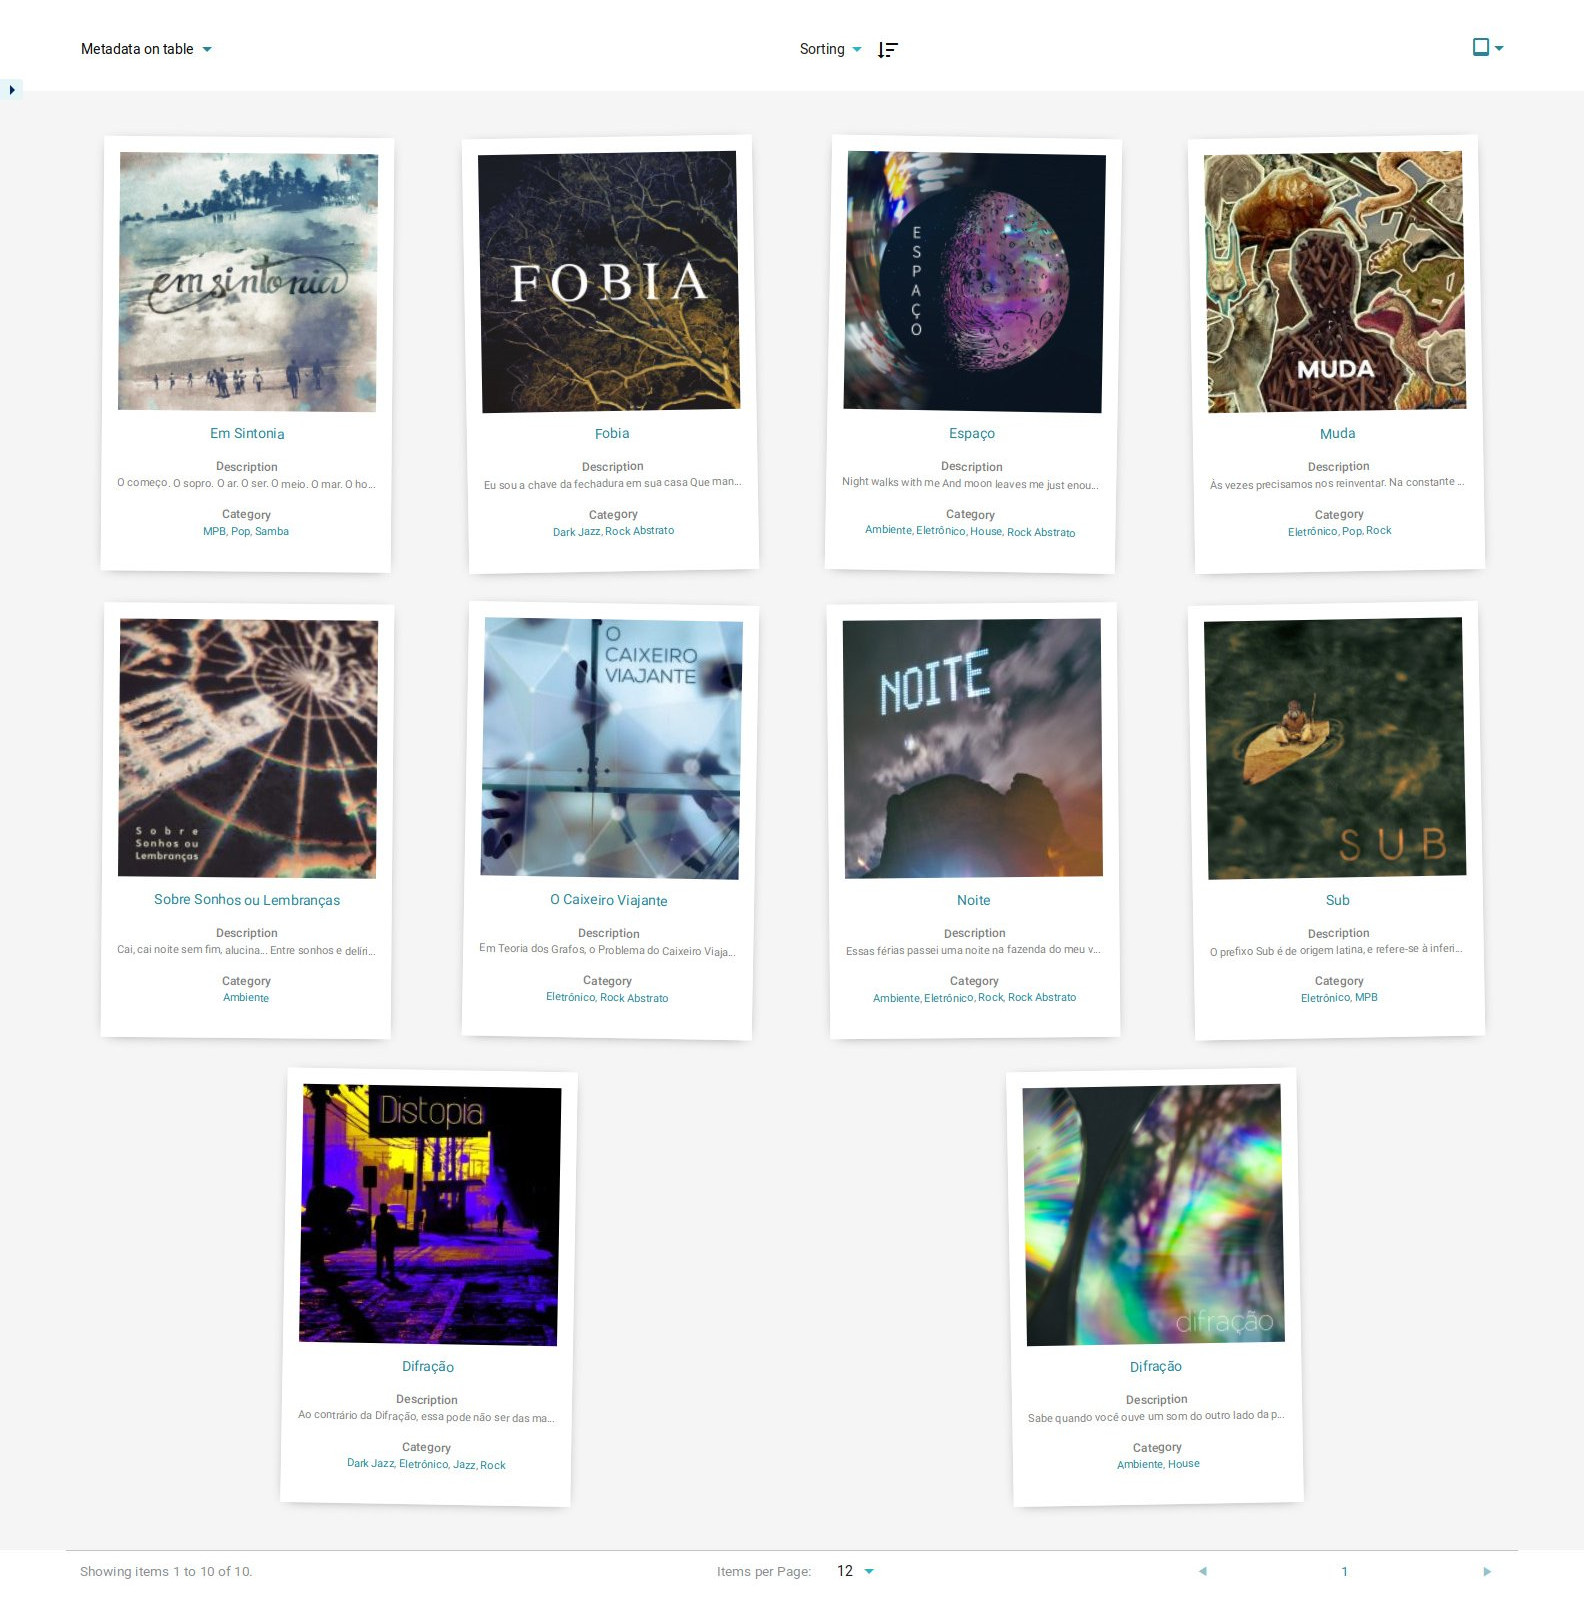 Metadata on table
Sorting
em sintonia
Em Sintonia
Description
O começo. O sopro. O ar. O ser. O meio. O mar. O ho...
Category
MPB, Pop, Samba
FOBIA
Fobia
Description
Eu sou a chave da fechadura em sua casa Que man...
Category
Dark Jazz, Rock Abstrato
ESPAÇO
Espaço
Description
Night walks with me And moon leaves me just enou...
Category
Ambiente, Eletrônico, House, Rock Abstrato
MUDA
Muda
Description
Às vezes precisamos nos reinventar. Na constante ...
Category
Eletrônico, Pop, Rock
Sobre
Sonhos ou
Lembranças
Sobre Sonhos ou Lembranças
Description
Cai, cai noite sem fim, alucina... Entre sonhos e delíri...
Category
Ambiente
O
CAIXEIRO
VIAJANTE
O Caixeiro Viajante
Description
Em Teoria dos Grafos, o Problema do Caixeiro Viaja...
Category
Eletrônico, Rock Abstrato
NOITE
Noite
Description
Essas férias passei uma noite na fazenda do meu v...
Category
Ambiente, Eletrônico, Rock, Rock Abstrato
SUB
Sub
Description
O prefixo Sub é de origem latina, e refere-se à inferi...
Category
Eletrônico, MPB
Distopia
Difração
Description
Ao contrário da Difração, essa pode não ser das ma...
Category
Dark Jazz, Eletrônico, Jazz, Rock
difração
Difração
Description
Sabe quando você ouve um som do outro lado da p...
Category
Ambiente, House
Showing items 1 to 10 of 10.
Items per Page: 12
1